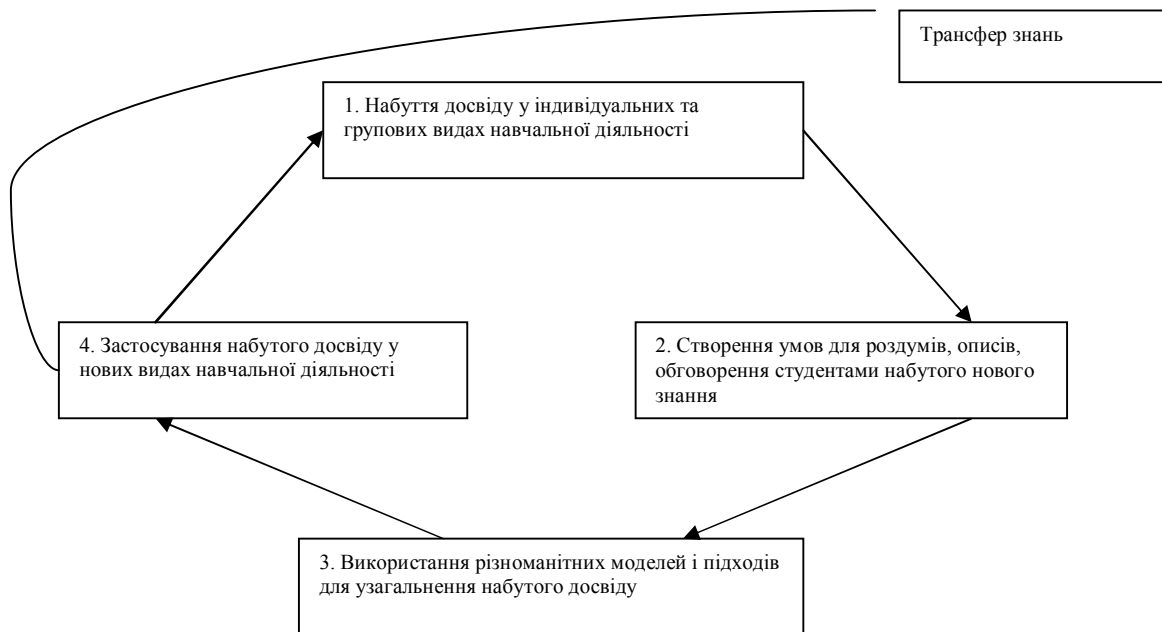 Трансфер знань
1. Набуття досвіду у індивідуальних та
групових видах навчальної діяльності
4. Застосування набутого досвіду у
нових видах навчальної діяльності
2. Створення умов для роздумів, описів,
обговорення студентами набутого нового
знання
3. Використання різноманітних моделей і підходів
для узагальнення набутого досвіду